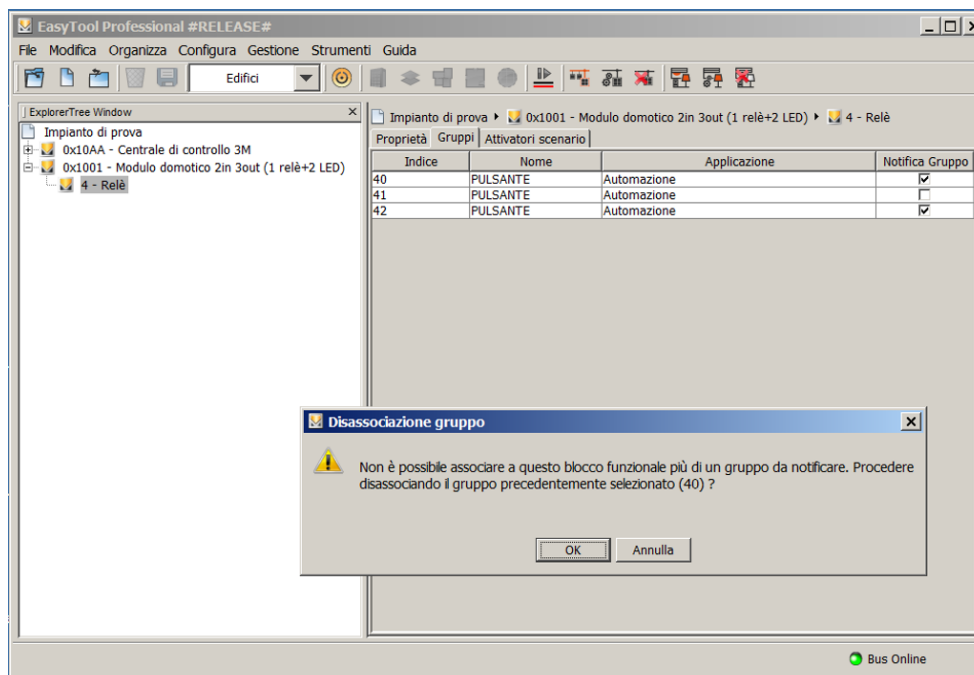 EasyTool Professional #RELEASE#
File Modifica Organizza Configura Gestione Strumenti Guida
Edifici
ExplorerTree Window
Impianto di prova
0x10AA - Centrale di controllo 3M
0x1001 - Modulo domotico 2in 3out (1 relè+2 LED)
4 - Relè
Impianto di prova 0x1001 - Modulo domotico 2in 3out (1 relè+2 LED) 4 - Relè
Proprietà Gruppi Attivatori scenario
Indice Nome Applicazione Notifica Gruppo
40 PULSANTE Automazione
41 PULSANTE Automazione
42 PULSANTE Automazione
Disassociazione gruppo
Non è possibile associare a questo blocco funzionale più di un gruppo da notificare. Procedere
disassociando il gruppo precedentemente selezionato (40) ?
OK Annulla
Bus Online